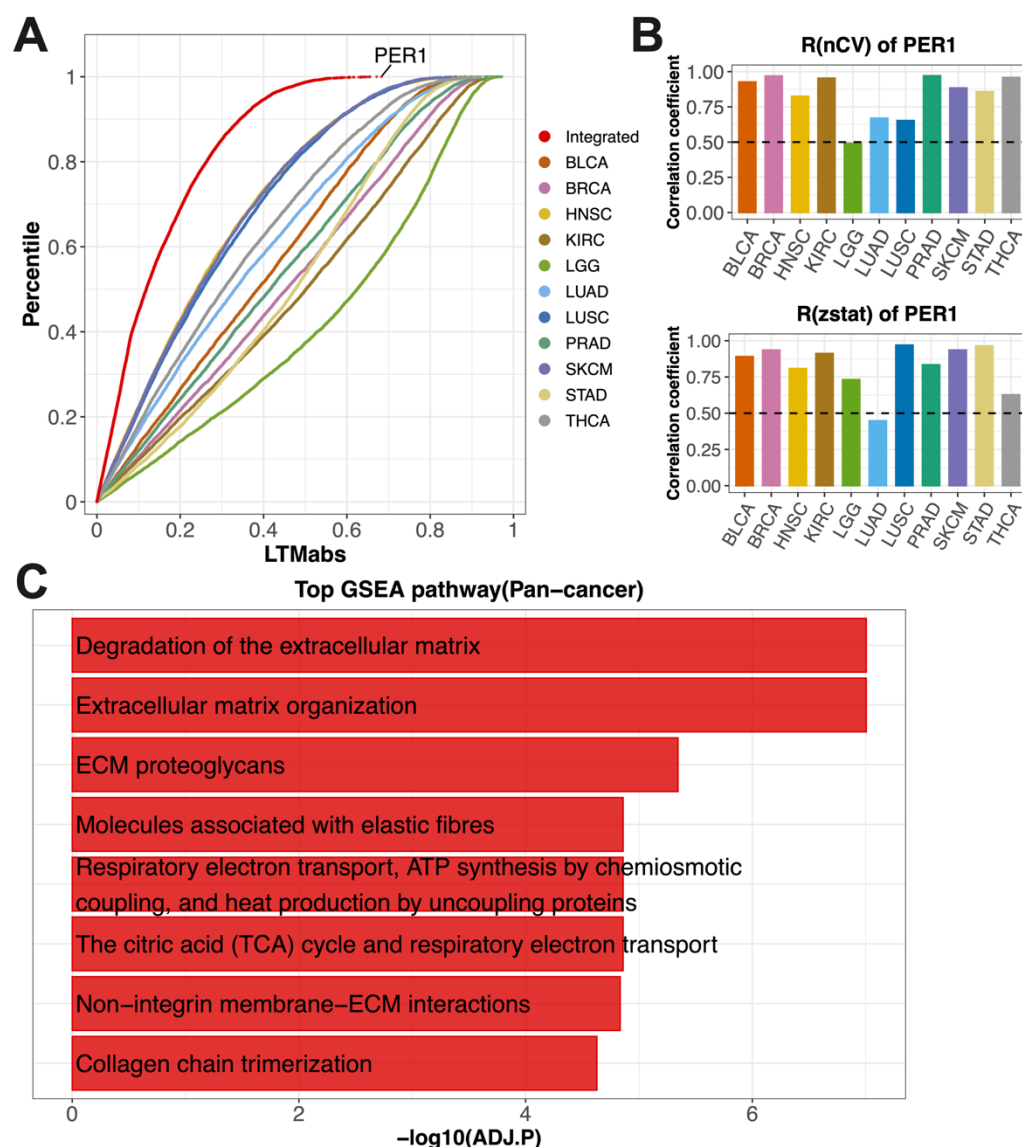 A
PER1
1
0.8
0.6
0.4
0.2
0
Percentile
0
0.2
0.4
0.6
0.8
1
LTMabs
Integrated
BLCA
BRCA
HNSC
KIRC
LGG
LUAD
LUSC
PRAD
SKCM
STAD
THCA
B
R(nCV) of PER1
Correlation coefficient
1.00
0.75
0.50
0.25
0.00
BLCA
BRCA
HNSC
KIRC
LGG
LUAD
LUSC
PRAD
SKCM
STAD
THCA
R(zstat) of PER1
Correlation coefficient
1.00
0.75
0.50
0.25
0.00
BLCA
BRCA
HNSC
KIRC
LGG
LUAD
LUSC
PRAD
SKCM
STAD
THCA
C
Top GSEA pathway(Pan−cancer)
Degradation of the extracellular matrix
Extracellular matrix organization
ECM proteoglycans
Molecules associated with elastic fibres
Respiratory electron transport, ATP synthesis by chemiosmotic
coupling, and heat production by uncoupling proteins
The citric acid (TCA) cycle and respiratory electron transport
Non−integrin membrane−ECM interactions
Collagen chain trimerization
0
2
4
6
−log10(ADJ.P)